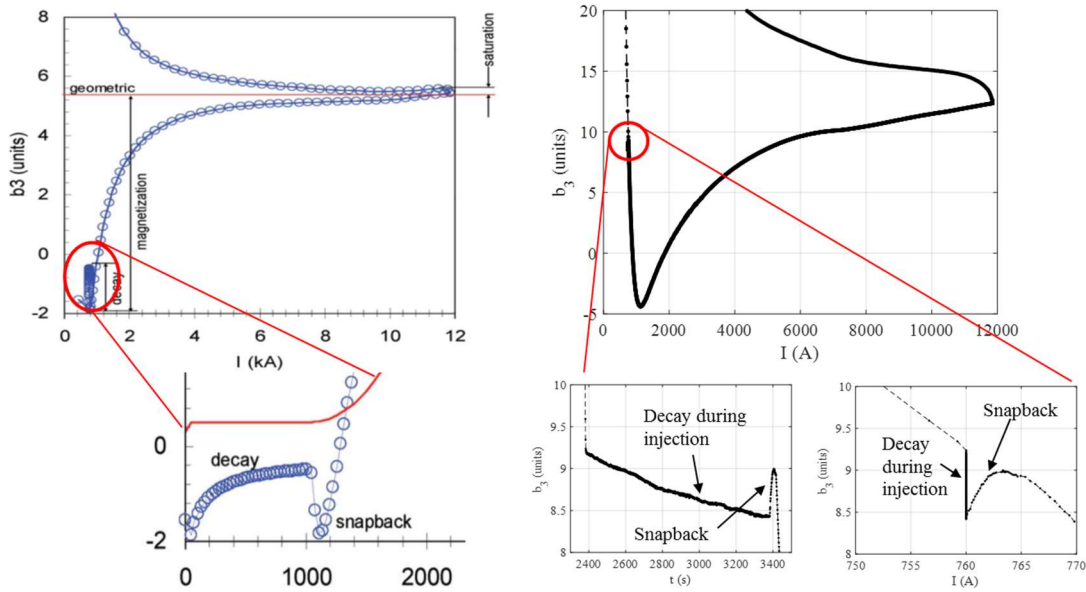 8
6
4
2
0
-2
0
2
4
6
8
10
12
b3 (units)
I (kA)
geometric
magnetization
decay
saturation
0
-2
decay
snapback
0
1000
2000
20
15
10
5
0
-5
0
2000
4000
6000
8000
10000
12000
b3 (units)
I (A)
10
9.5
9
8.5
8
b3 (units)
Decay during
injection
Snapback
2400
2600
2800
3000
3200
3400
t (s)
10
9.5
9
8.5
8
b3 (units)
Snapback
Decay
during
injection
750
755
760
765
770
I (A)